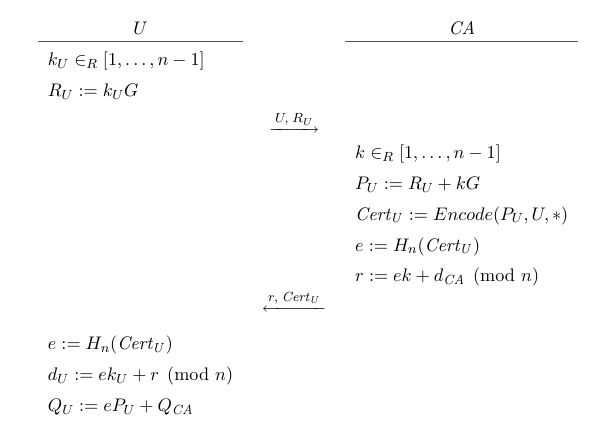 U CA
k_U ∈_R [1, . . . , n − 1]
R_U := k_U G
U, R_U
k ∈_R [1, . . . , n − 1]
P_U := R_U + kG
Cert_U := Encode(P_U, U, ∗)
e := H_n(Cert_U)
r := ek + d_CA (mod n)
r, Cert_U
e := H_n(Cert_U)
d_U := ek_U + r (mod n)
Q_U := eP_U + Q_CA